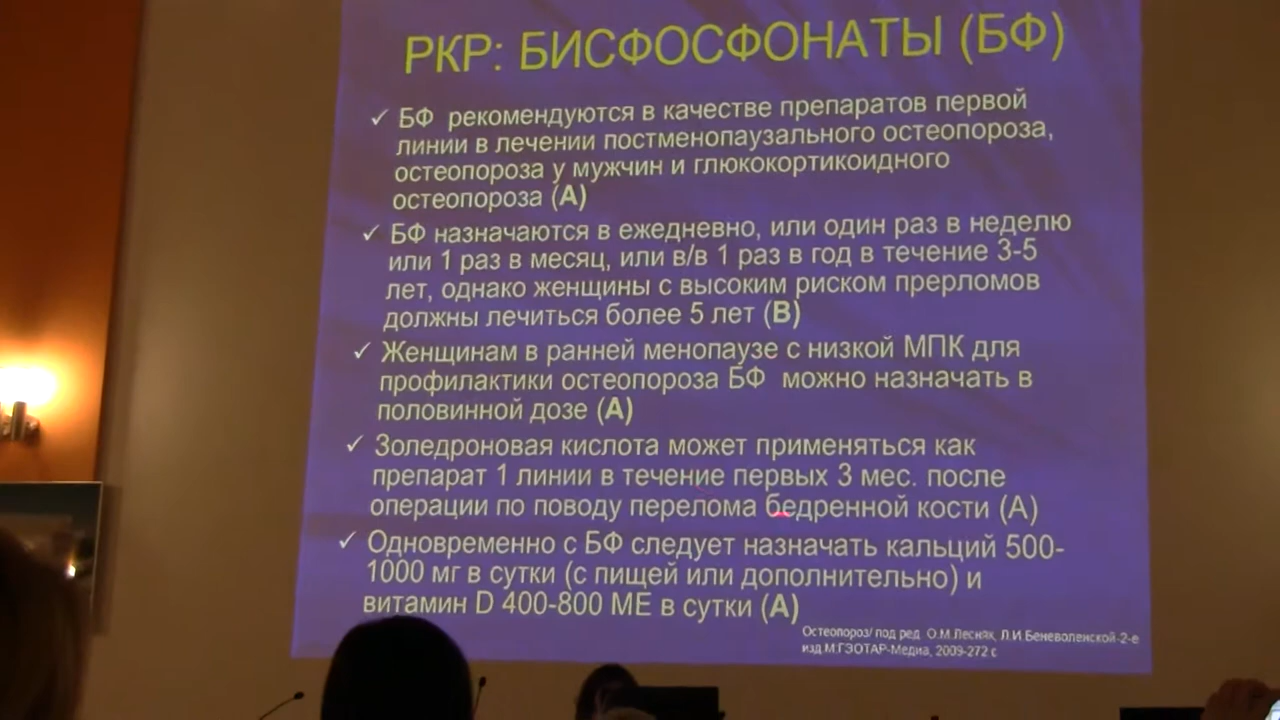 РКР: БИСФОСФОНАТЫ (БФ)
✓ БФ рекомендуются в качестве препаратов первой
линии в лечении постменопаузального остеопороза,
остеопороза у мужчин и глюкокортикоидного
остеопороза (А)
✓ БФ назначаются в ежедневно, или один раз в неделю
или 1 раз в месяц, или в/в 1 раз в год в течение 3-5
лет, однако женщины с высоким риском прерломов
должны лечиться более 5 лет (В)
✓ Женщинам в ранней менопаузе с низкой МПК для
профилактики остеопороза БФ можно назначать в
половинной дозе (А)
✓ Золедроновая кислота может применяться как
препарат 1 линии в течение первых 3 мес. после
операции по поводу перелома бедренной кости (А)
✓ Одновременно с БФ следует назначать кальций 500-
1000 мг в сутки (с пищей или дополнительно) и
витамин D 400-800 МЕ в сутки (А)
Остеопороз/ под ред О.М.Лесняк, Л.И.Беневоленской-2-е
изд.М:ГЭОТАР-Медиа, 2009-272 с